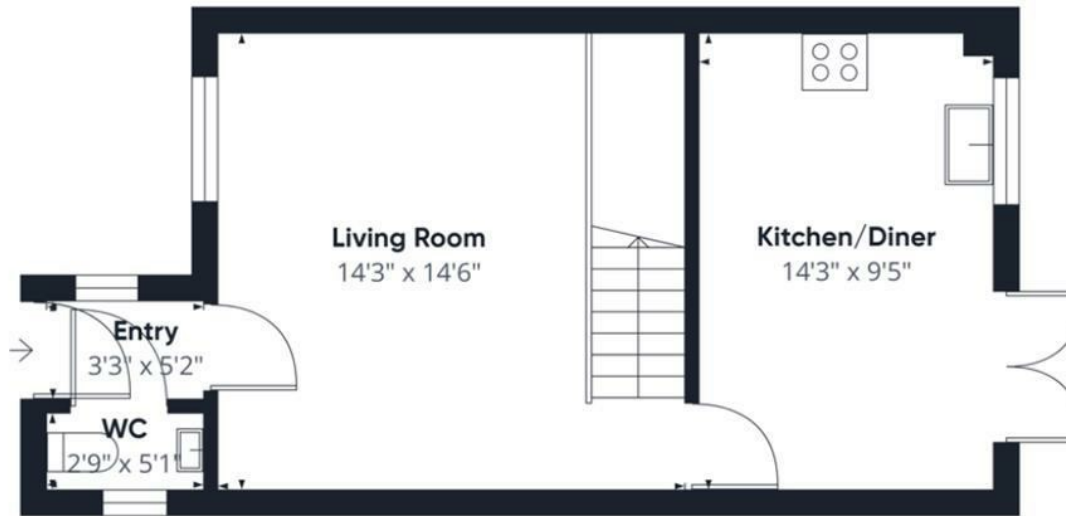 Living Room
14'3" x 14'6"
Kitchen/Diner
14'3" x 9'5"
Entry
3'3" x 5'2"
WC
2'9" x 5'1"